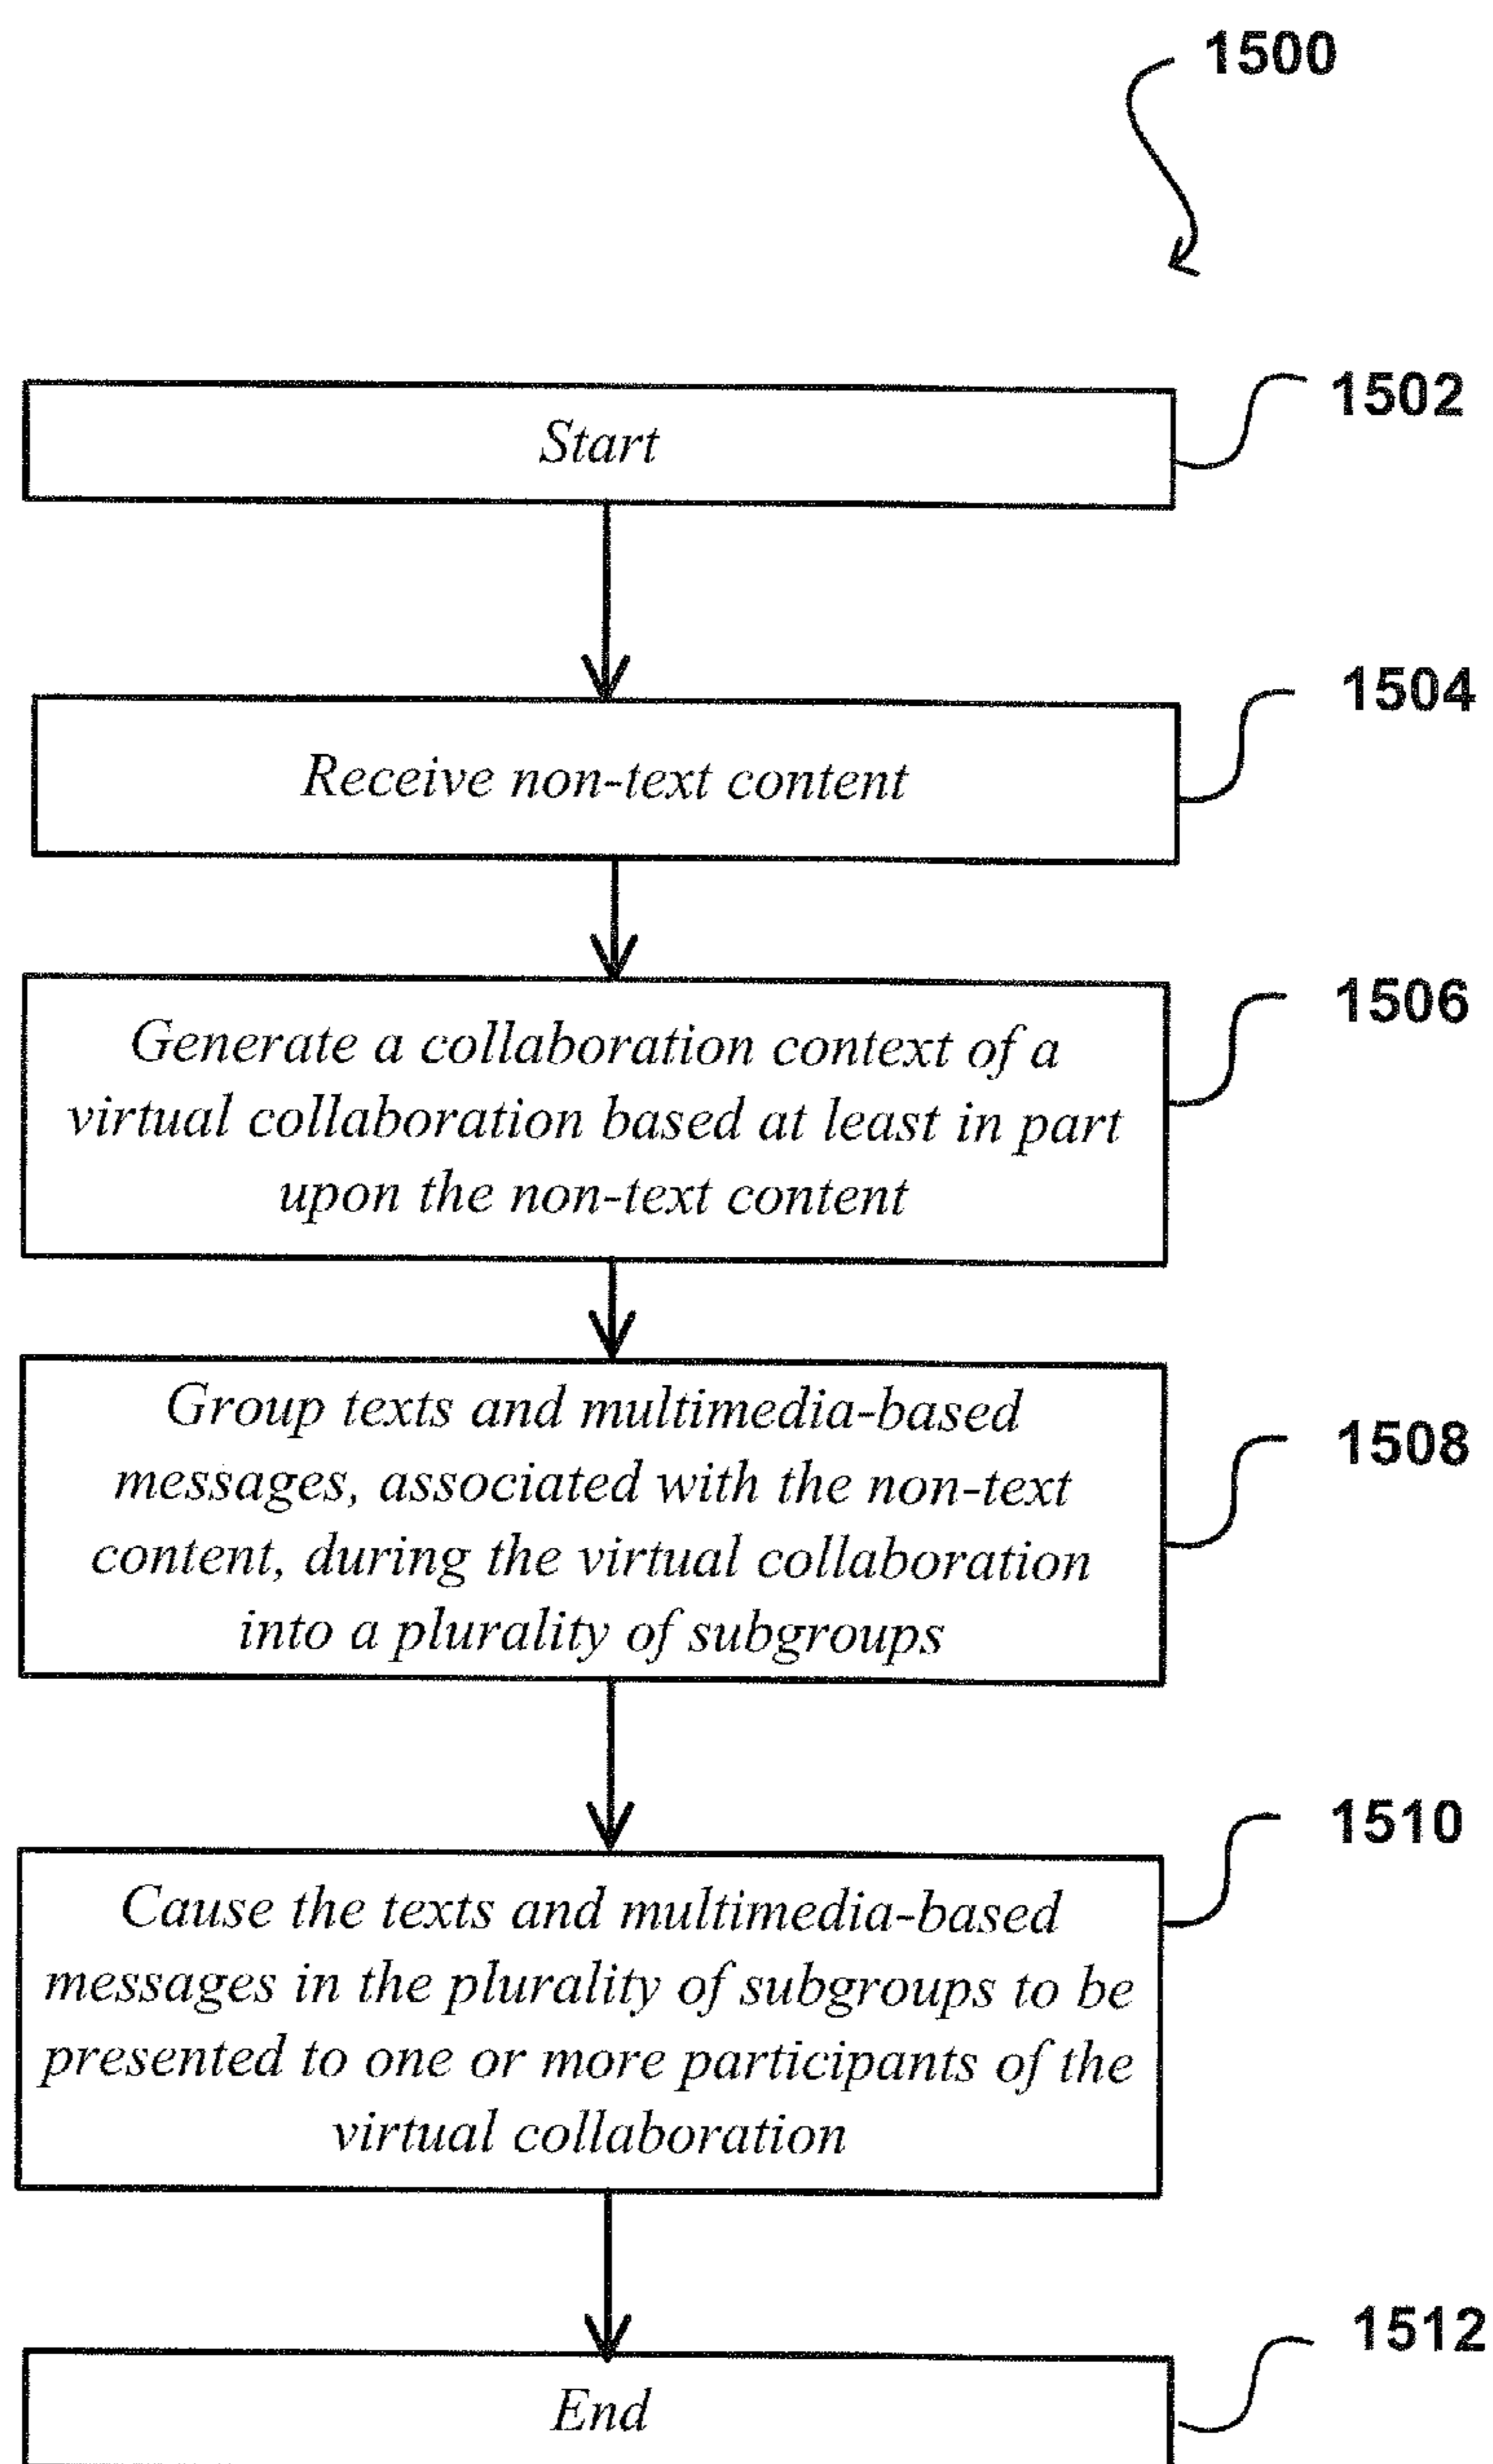 1500
Start
1502
Receive non-text content
1504
Generate a collaboration context of a
virtual collaboration based at least in part
upon the non-text content
1506
Group texts and multimedia-based
messages, associated with the non-text
content, during the virtual collaboration
into a plurality of subgroups
1508
Cause the texts and multimedia-based
messages in the plurality of subgroups to be
presented to one or more participants of the
virtual collaboration
1510
End
1512